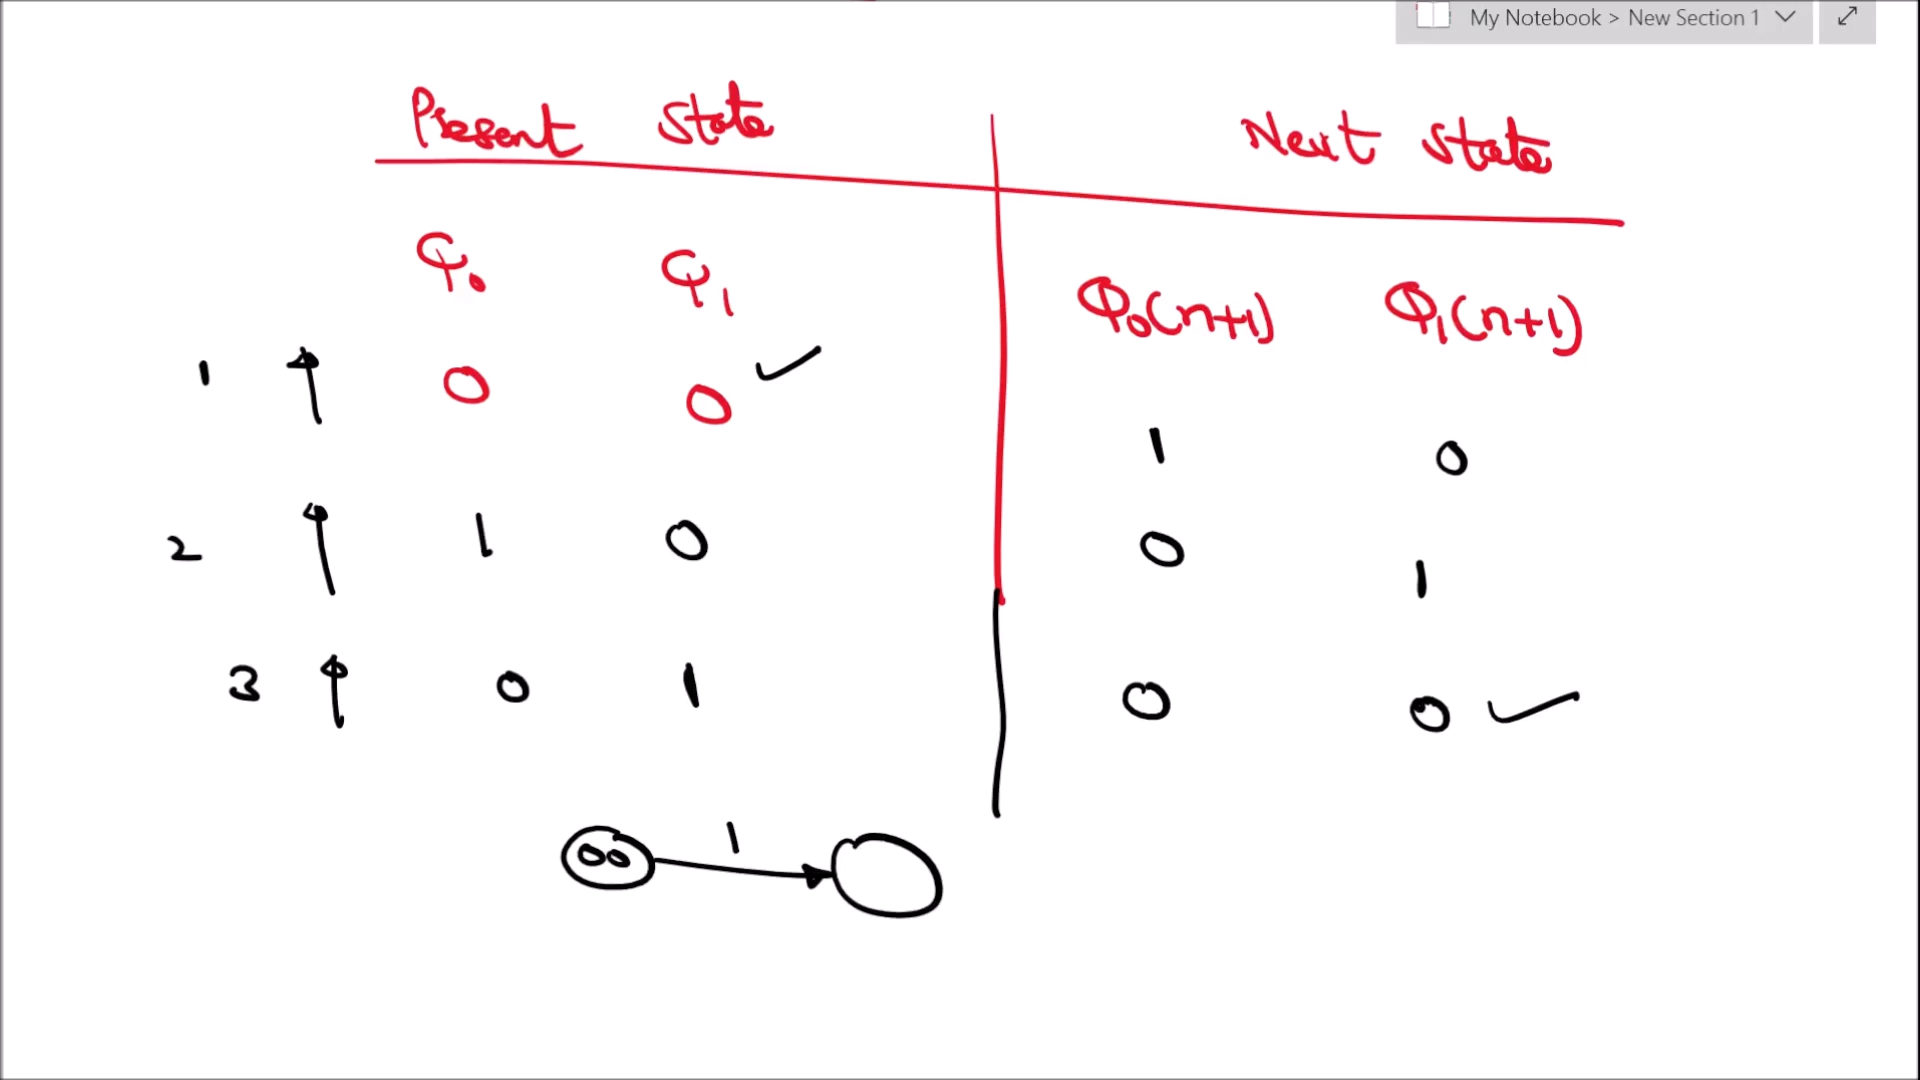 My Notebook > New Section 1
Present State Next State
Q0 Q1 Q0(n+1) Q1(n+1)
1 ↑ 0 0 ✓ 1 0
2 ↑ 1 0 0 1
3 ↑ 0 1 0 0 ✓
00 1